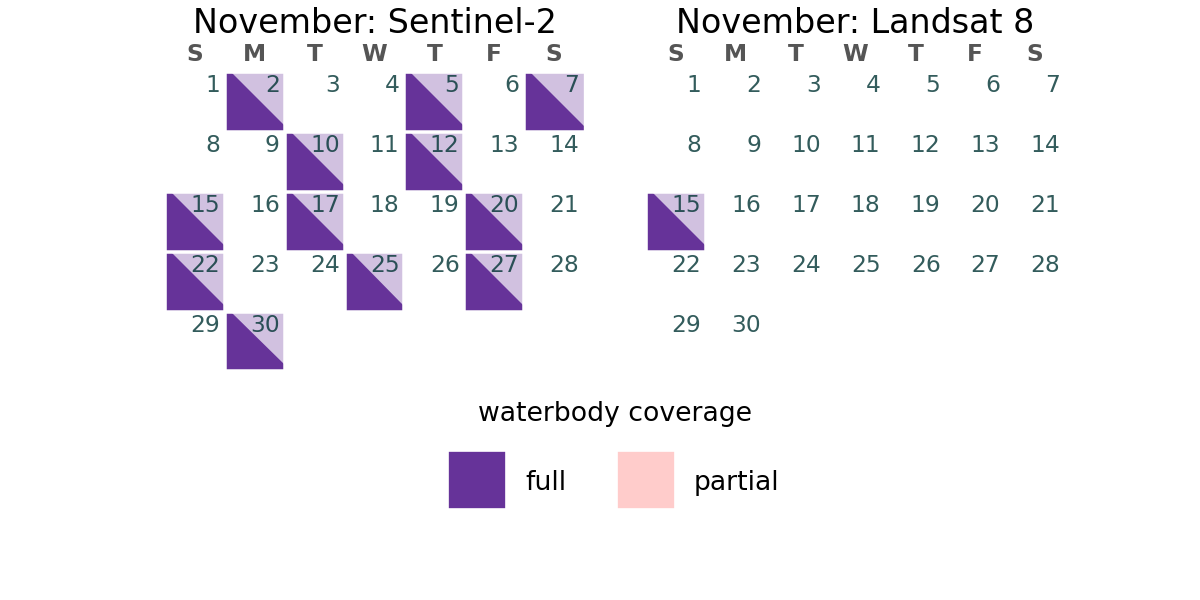 November: Sentinel-2
S M T W T F S
1 2 3 4 5 6 7
8 9 10 11 12 13 14
15 16 17 18 19 20 21
22 23 24 25 26 27 28
29 30
November: Landsat 8
S M T W T F S
1 2 3 4 5 6 7
8 9 10 11 12 13 14
15 16 17 18 19 20 21
22 23 24 25 26 27 28
29 30
waterbody coverage
full partial